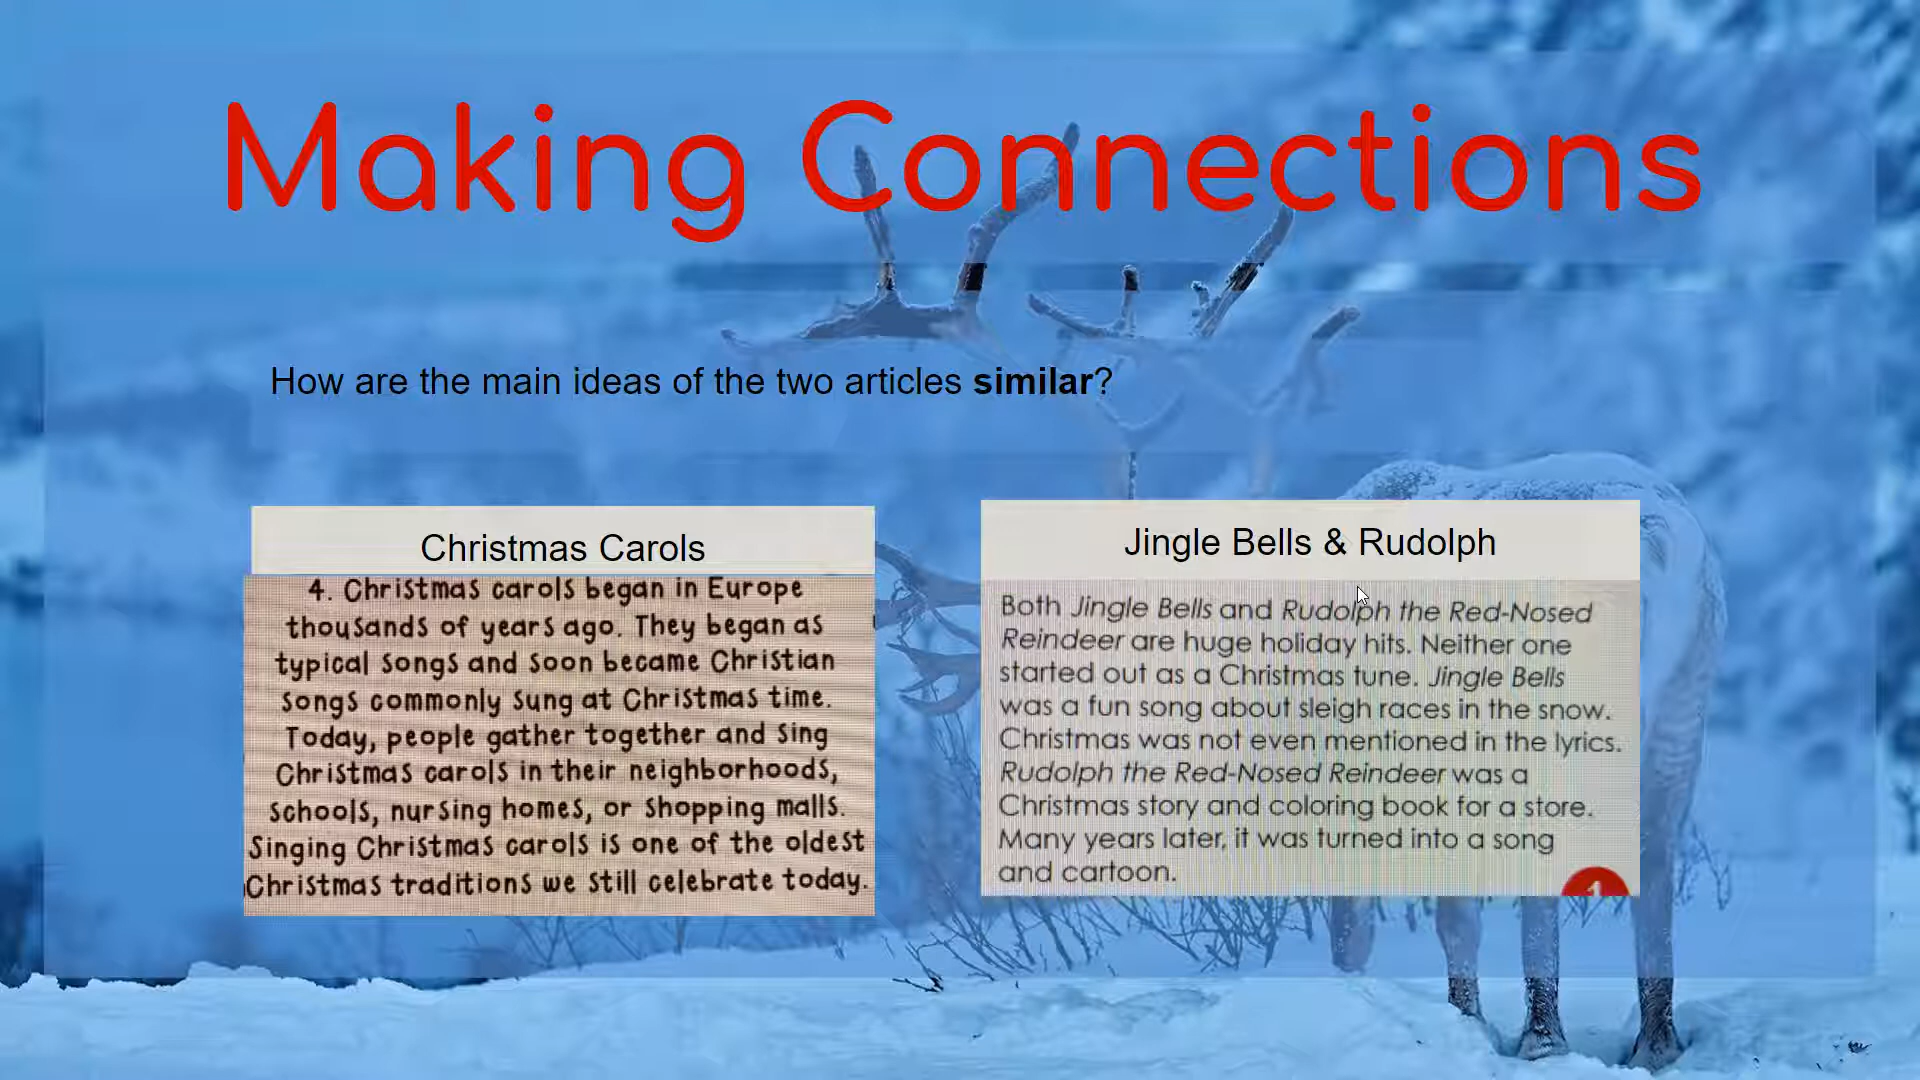 Making Connections
How are the main ideas of the two articles similar?
Christmas Carols
4. Christmas carols began in Europe
thousands of years ago. They began as
typical songs and soon became Christian
songs commonly sung at Christmas time.
Today, people gather together and sing
Christmas carols in their neighborhoods,
schools, nursing homes, or shopping malls.
Singing Christmas carols is one of the oldest
Christmas traditions we still celebrate today.
Jingle Bells & Rudolph
Both Jingle Bells and Rudolph the Red-Nosed
Reindeer are huge holiday hits. Neither one
started out as a Christmas tune. Jingle Bells
was a fun song about sleigh races in the snow.
Christmas was not even mentioned in the lyrics.
Rudolph the Red-Nosed Reindeer was a
Christmas story and coloring book for a store.
Many years later, it was turned into a song
and cartoon.
1